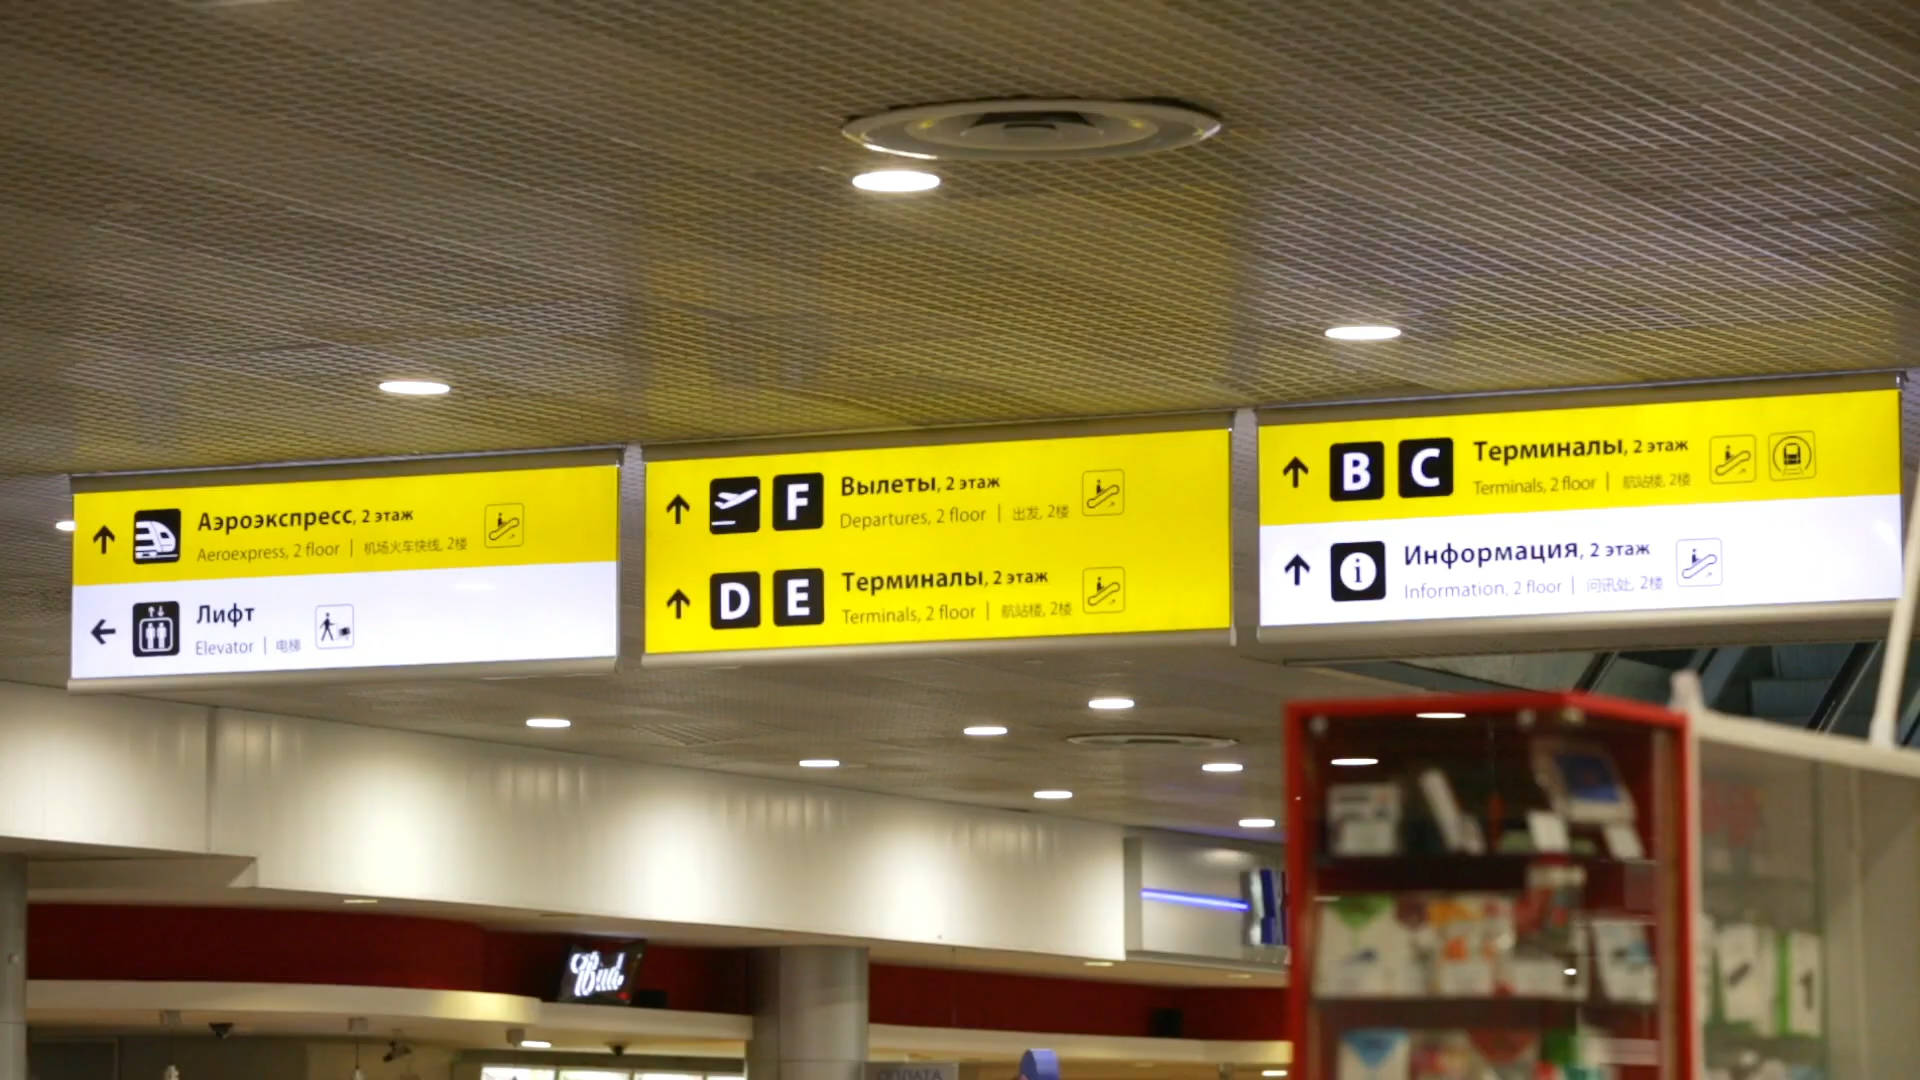 Аэроэкспресс, 2 этаж
Aeroexpress, 2 floor | 机场火车快线, 2楼
Лифт
Elevator | 电梯
F Вылеты, 2 этаж
Departures, 2 floor | 出发, 2楼
D E Терминалы, 2 этаж
Terminals, 2 floor | 航站楼, 2楼
B C Терминалы, 2 этаж
Terminals, 2 floor | 航站楼, 2楼
i Информация, 2 этаж
Information, 2 floor | 问讯处, 2楼
Bud
ОПЛАТА